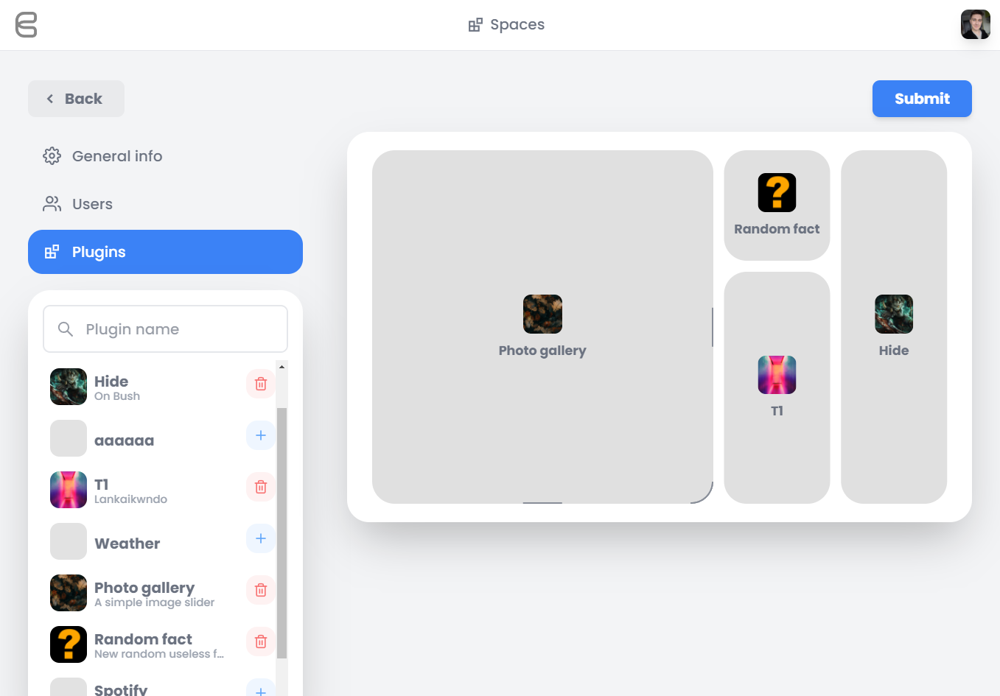 Spaces
Back
Submit
General info
Users
Plugins
Plugin name
Hide
On Bush
aaaaaa
T1
Lankaikwndo
Weather
Photo gallery
A simple image slider
Random fact
New random useless f...
Spotify
Photo gallery
Random fact
T1
Hide